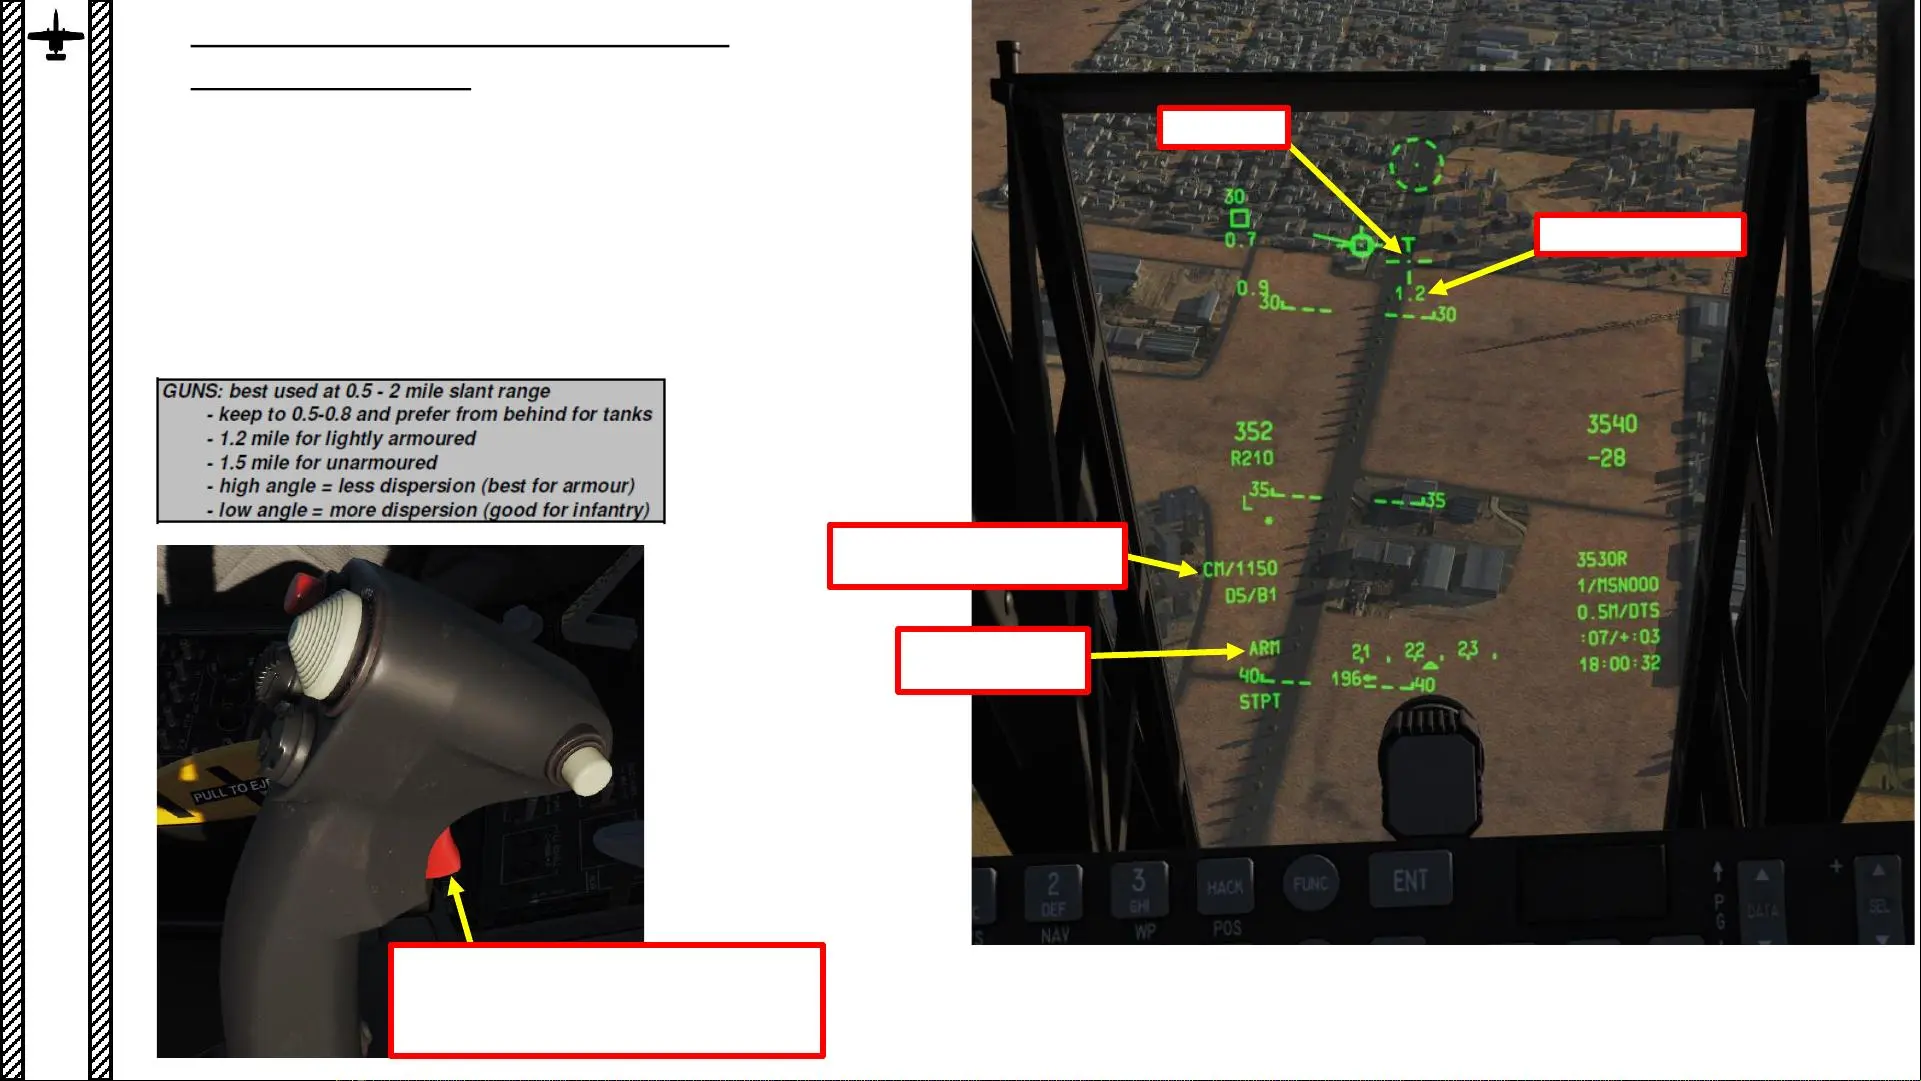 GUNS: best used at 0.5 - 2 mile slant range
- keep to 0.5-0.8 and prefer from behind for tanks
- 1.2 mile for lightly armoured
- 1.5 mile for unarmoured
- high angle = less dispersion (best for armour)
- low angle = more dispersion (good for infantry)
PULL TO EJE
30
0.7
T
0.9
1.2
30 30
352
R210
3540
-28
35 35
L
CM/1150
D5/B1
3530R
1/MSN000
0.5M/DTS
:07/+:03
18:00:32
ARM
21 . 22 . 23 .
40 196 40
STPT
2
DEF
NAV
3
GHI
WP
HACK
POS
FUNC
ENT
P
G
DATA
+
SEL